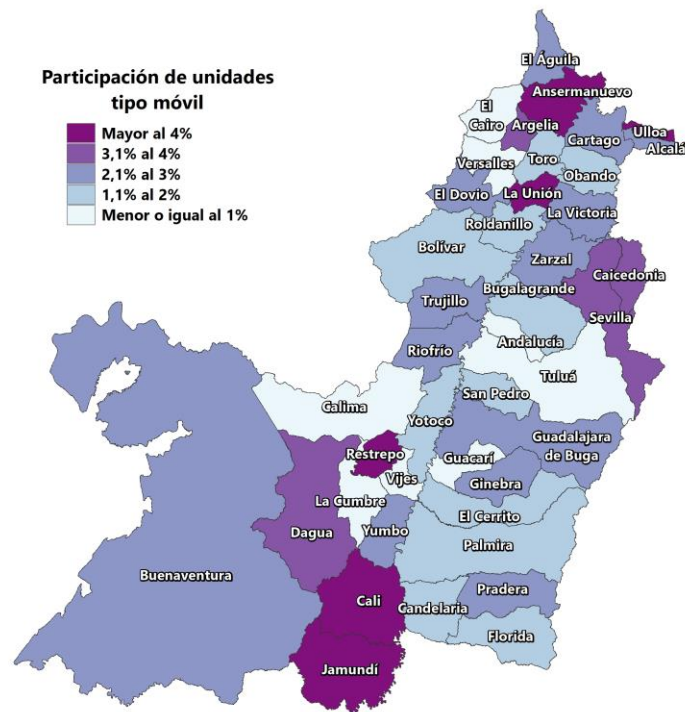 Participación de unidades
tipo móvil
Mayor al 4%
3,1% al 4%
2,1% al 3%
1,1% al 2%
Menor o igual al 1%
El Águila
Ansermanuevo
El
Cairo
Argelia
Cartago
Ulloa
Alcalá
Versalles
Toro
Obando
El Dovio
La Unión
La Victoria
Roldanillo
Bolívar
Zarzal
Caicedonia
Trujillo
Bugalagrande
Sevilla
Andalucía
Riofrío
Tuluá
San Pedro
Calima
Yotoco
Guadalajara
de Buga
Restrepo
Guacarí
Vijes
Ginebra
La Cumbre
El Cerrito
Dagua
Yumbo
Palmira
Buenaventura
Pradera
Cali
Candelaria
Florida
Jamundí